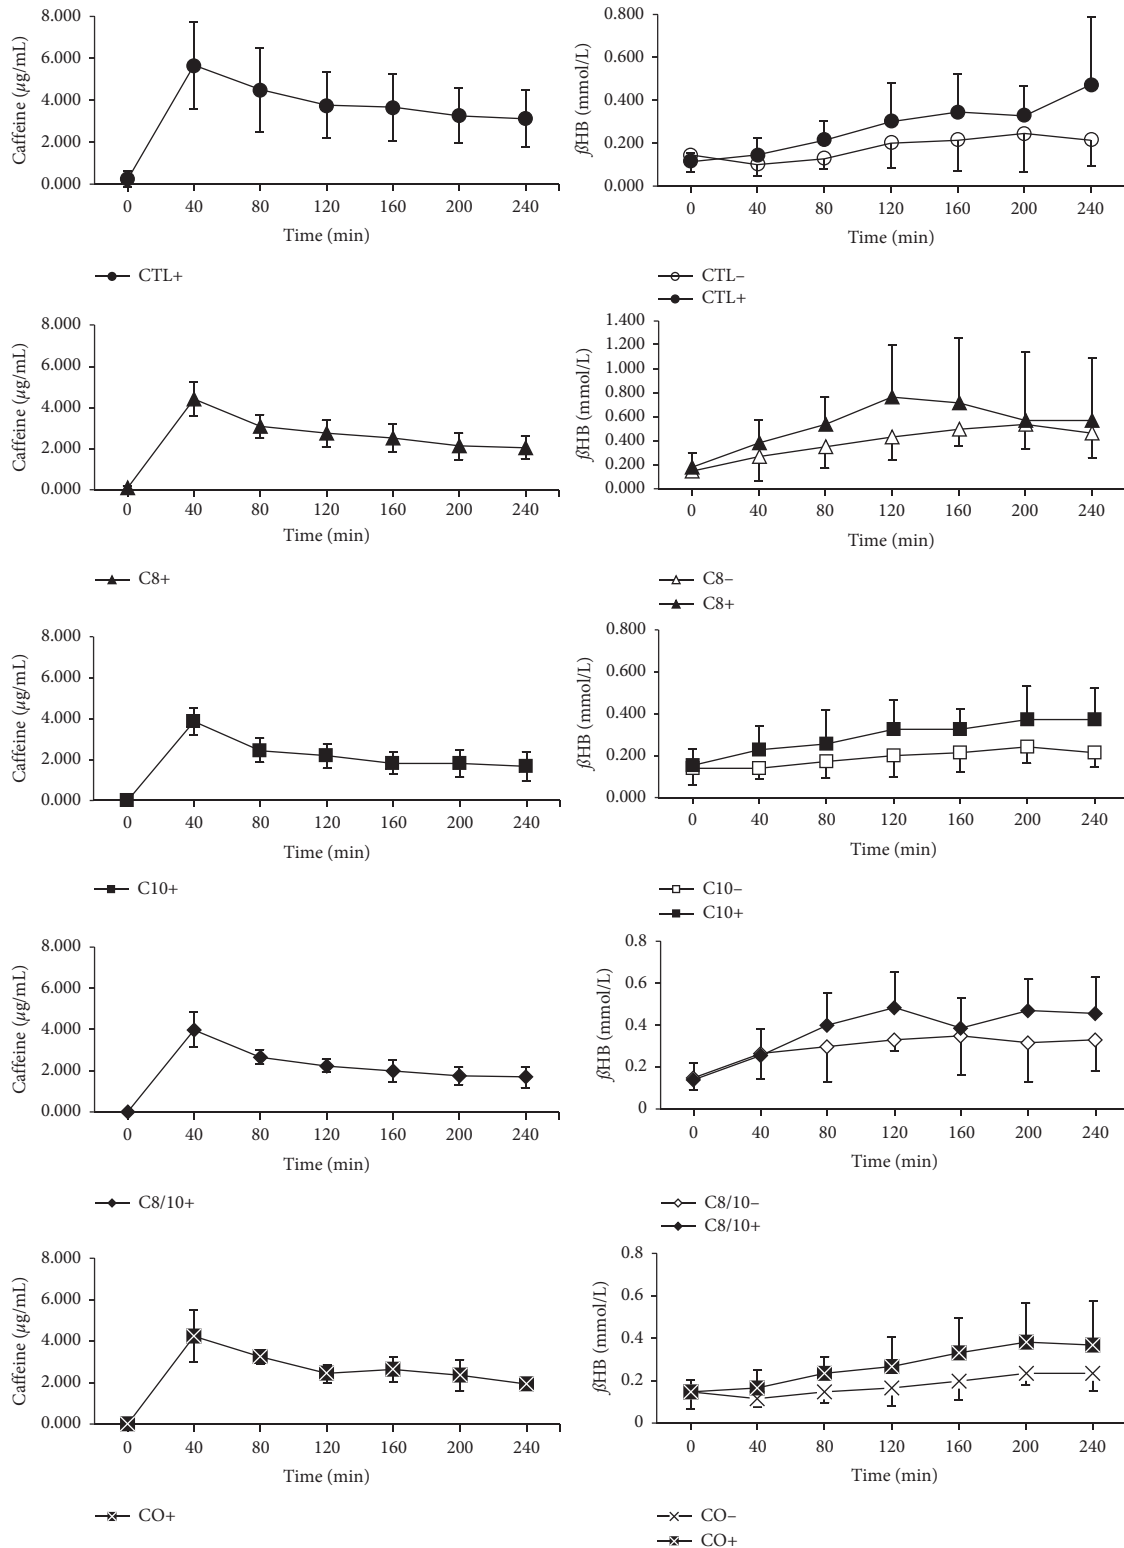 Caffeine (μg/mL)
8.000
6.000
4.000
2.000
0.000
0 40 80 120 160 200 240
Time (min)
CTL+
βHB (mmol/L)
0.800
0.600
0.400
0.200
0.000
0 40 80 120 160 200 240
Time (min)
CTL–
CTL+
Caffeine (μg/mL)
8.000
6.000
4.000
2.000
0.000
0 40 80 120 160 200 240
Time (min)
C8+
βHB (mmol/L)
1.400
1.200
1.000
0.800
0.600
0.400
0.200
0.000
0 40 80 120 160 200 240
Time (min)
C8–
C8+
Caffeine (μg/mL)
8.000
6.000
4.000
2.000
0.000
0 40 80 120 160 200 240
Time (min)
C10+
βHB (mmol/L)
0.800
0.600
0.400
0.200
0.000
0 40 80 120 160 200 240
Time (min)
C10–
C10+
Caffeine (μg/mL)
8.000
6.000
4.000
2.000
0.000
0 40 80 120 160 200 240
Time (min)
C8/10+
βHB (mmol/L)
0.8
0.6
0.4
0.2
0
0 40 80 120 160 200 240
Time (min)
C8/10–
C8/10+
Caffeine (μg/mL)
8.000
6.000
4.000
2.000
0.000
0 40 80 120 160 200 240
Time (min)
CO+
βHB (mmol/L)
0.8
0.6
0.4
0.2
0
0 40 80 120 160 200 240
Time (min)
CO–
CO+